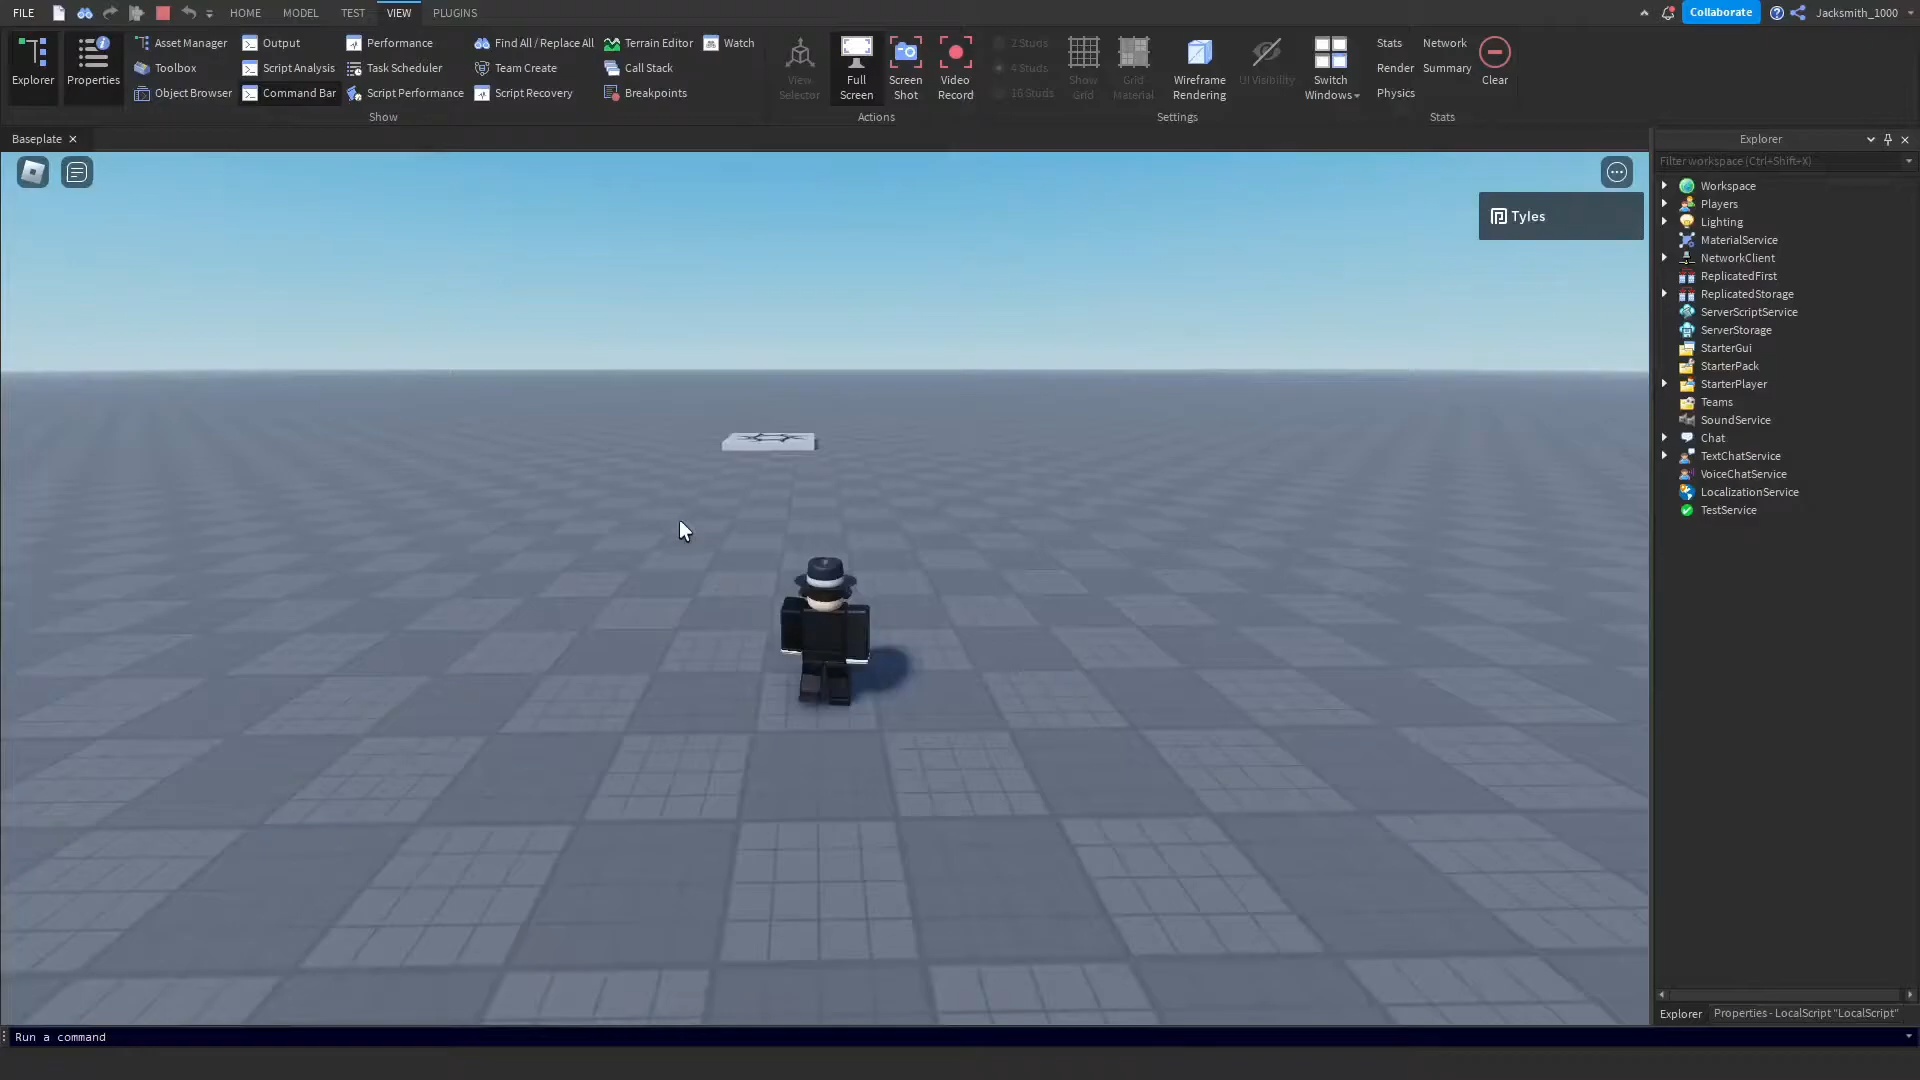 FILE HOME MODEL TEST VIEW PLUGINS Collaborate Jacksmith_1000
Explorer
Properties
Asset Manager
Toolbox
Object Browser
Output
Script Analysis
Command Bar
Performance
Task Scheduler
Script Performance
Find All / Replace All
Team Create
Script Recovery
Terrain Editor
Call Stack
Breakpoints
Watch
Show
View
Selector
Full
Screen
Screen
Shot
Video
Record
Actions
2 Studs
4 Studs
16 Studs
Show
Grid
Grid
Material
Wireframe
Rendering
UI Visibility
Switch
Windows
Settings
Stats
Render
Physics
Network
Summary
Clear
Stats
Baseplate
Tyles
Explorer
Filter workspace (Ctrl+Shift+X)
Workspace
Players
Lighting
MaterialService
NetworkClient
ReplicatedFirst
ReplicatedStorage
ServerScriptService
ServerStorage
StarterGui
StarterPack
StarterPlayer
Teams
SoundService
Chat
TextChatService
VoiceChatService
LocalizationService
TestService
Explorer Properties - LocalScript "LocalScript"
Run a command